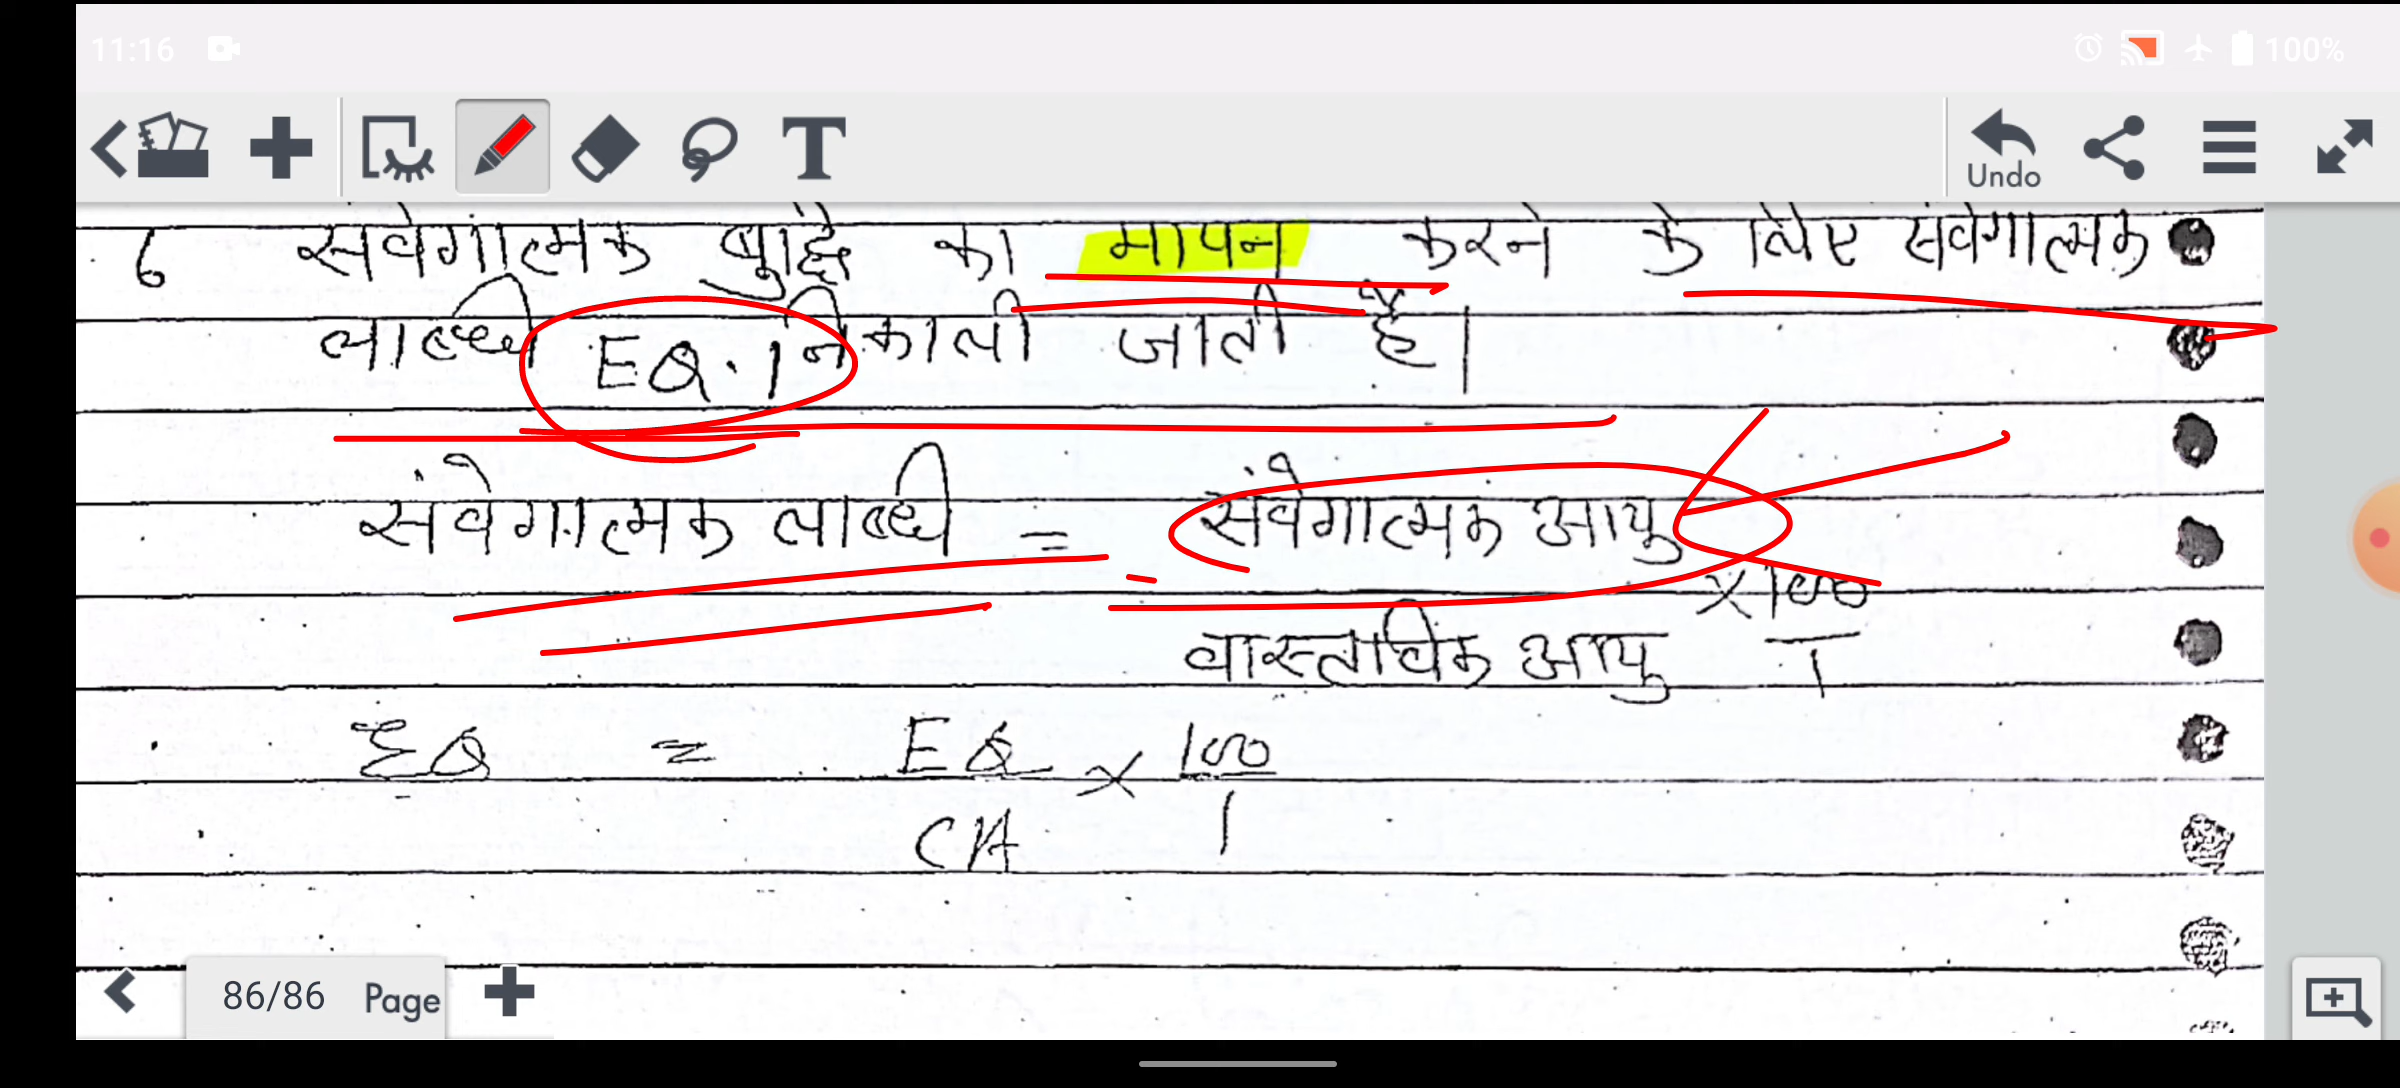 11:16
100%
Undo
6 संवेगात्मक बुद्धि का मापन करने के लिए संवेगात्मक
लब्धि EQ. निकाली जाती है।
संवेगात्मक लब्धि = संवेगात्मक आयु
×100
वास्तविक आयु 1
EQ = EQ × 100
CA 1
86/86 Page